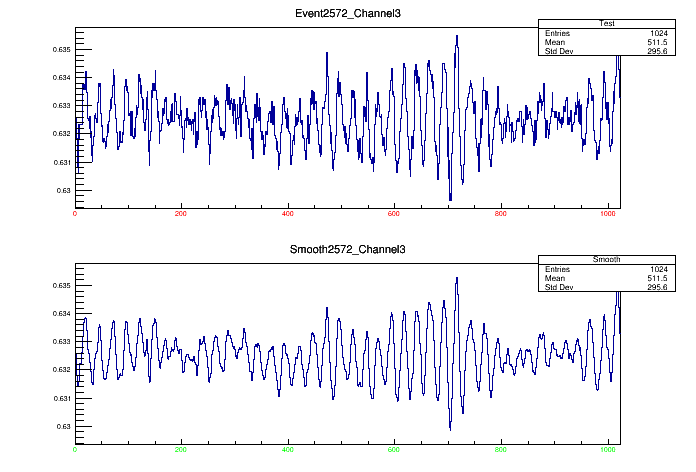 Event2572_Channel3
Test
Entries 1024
Mean 511.5
Std Dev 295.6
0.635
0.634
0.633
0.632
0.631
0.63
0 200 400 600 800 1000
Smooth2572_Channel3
Smooth
Entries 1024
Mean 511.5
Std Dev 295.6
0.635
0.634
0.633
0.632
0.631
0.63
0 200 400 600 800 1000